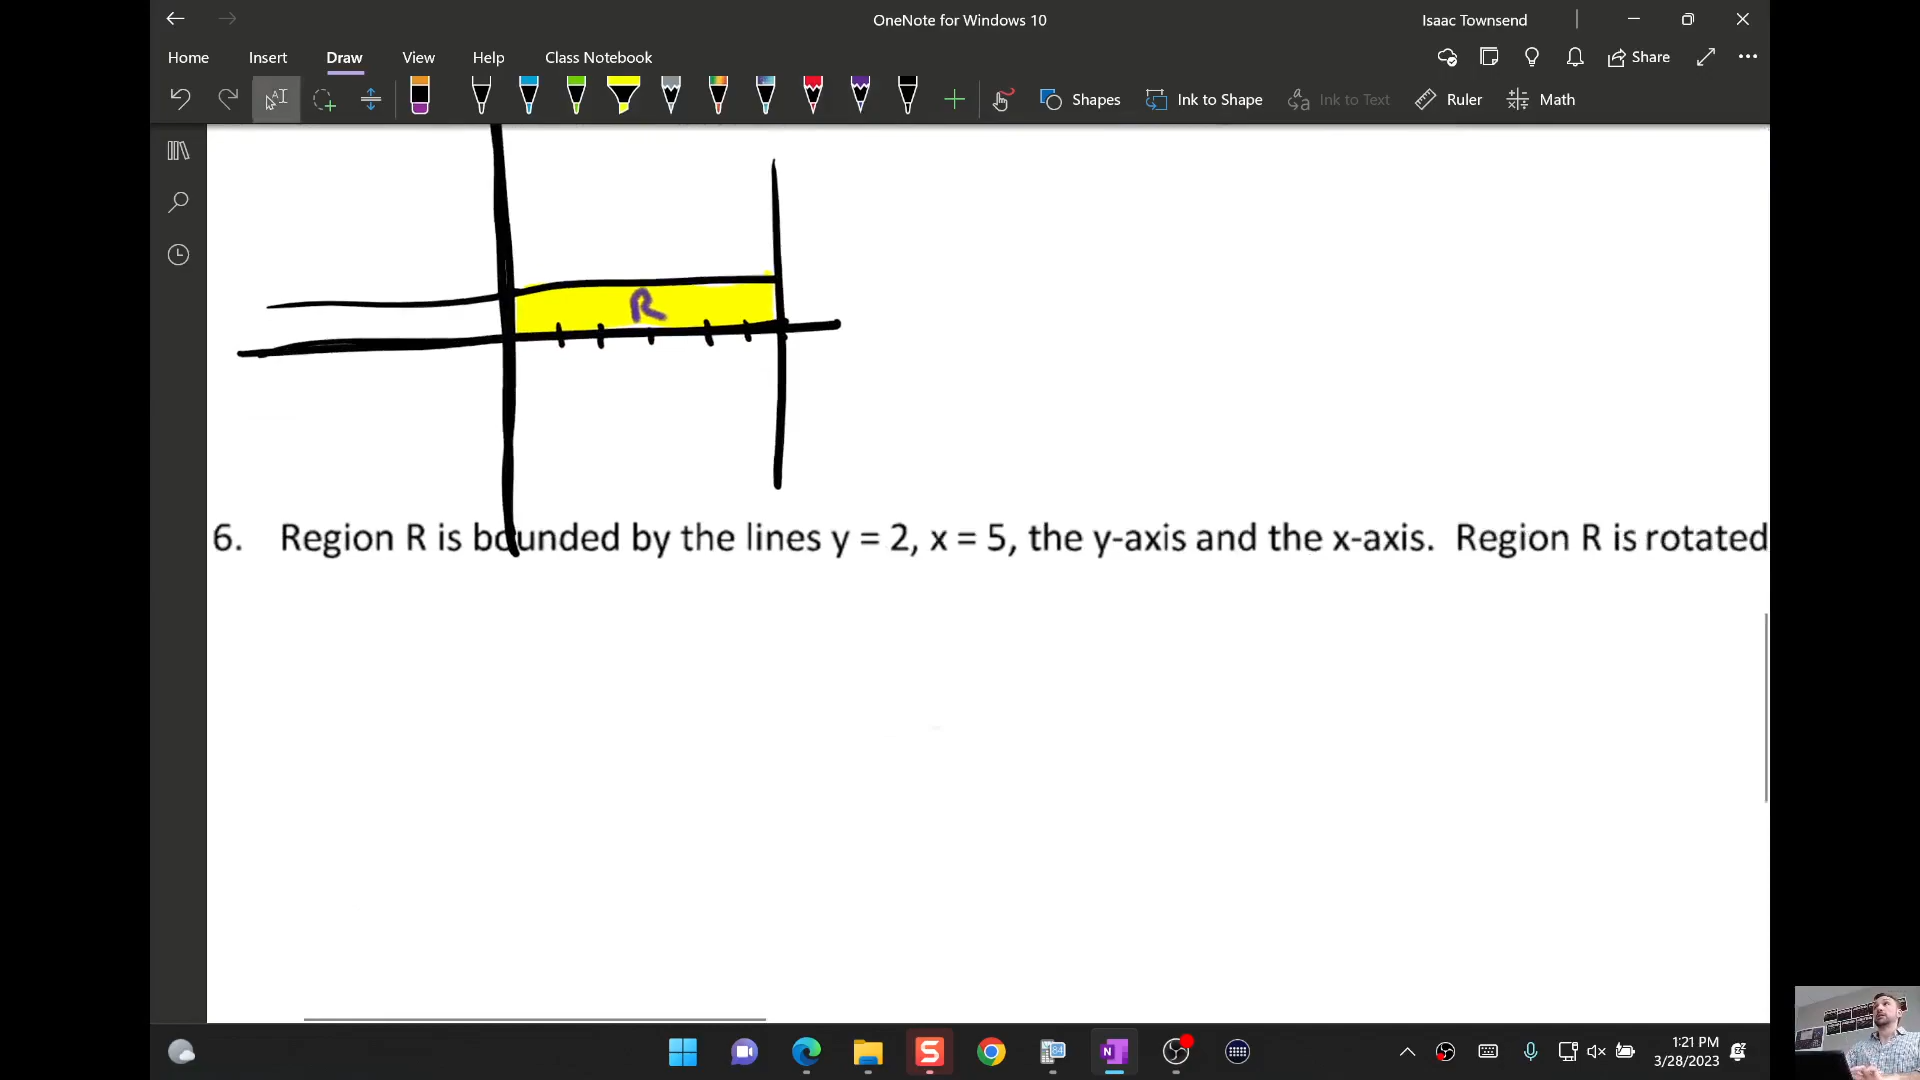 OneNote for Windows 10
Isaac Townsend
Home Insert Draw View Help Class Notebook
Share
Shapes Ink to Shape Ink to Text Ruler Math
R
6. Region R is bounded by the lines y = 2, x = 5, the y-axis and the x-axis. Region R is rotated
1:21 PM
3/28/2023